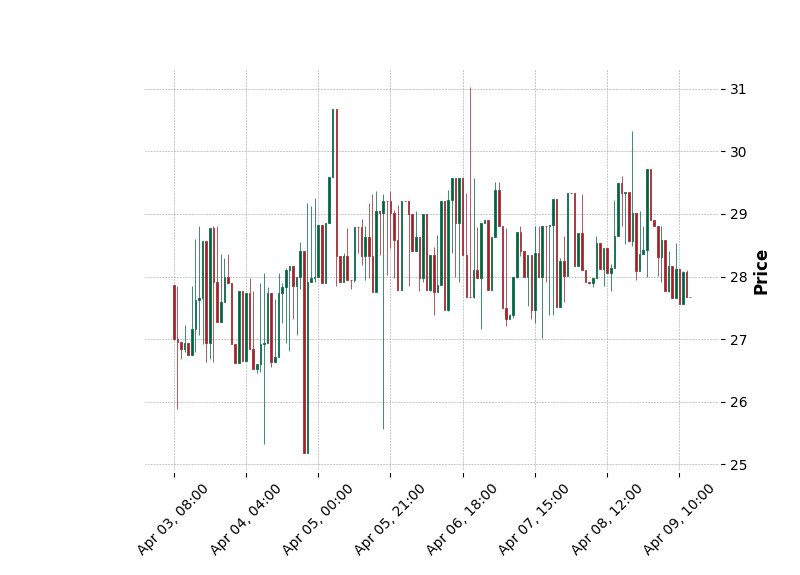 31
30
29
28
27
26
25
Price
Apr 03, 08:00
Apr 04, 04:00
Apr 05, 00:00
Apr 05, 21:00
Apr 06, 18:00
Apr 07, 15:00
Apr 08, 12:00
Apr 09, 10:00